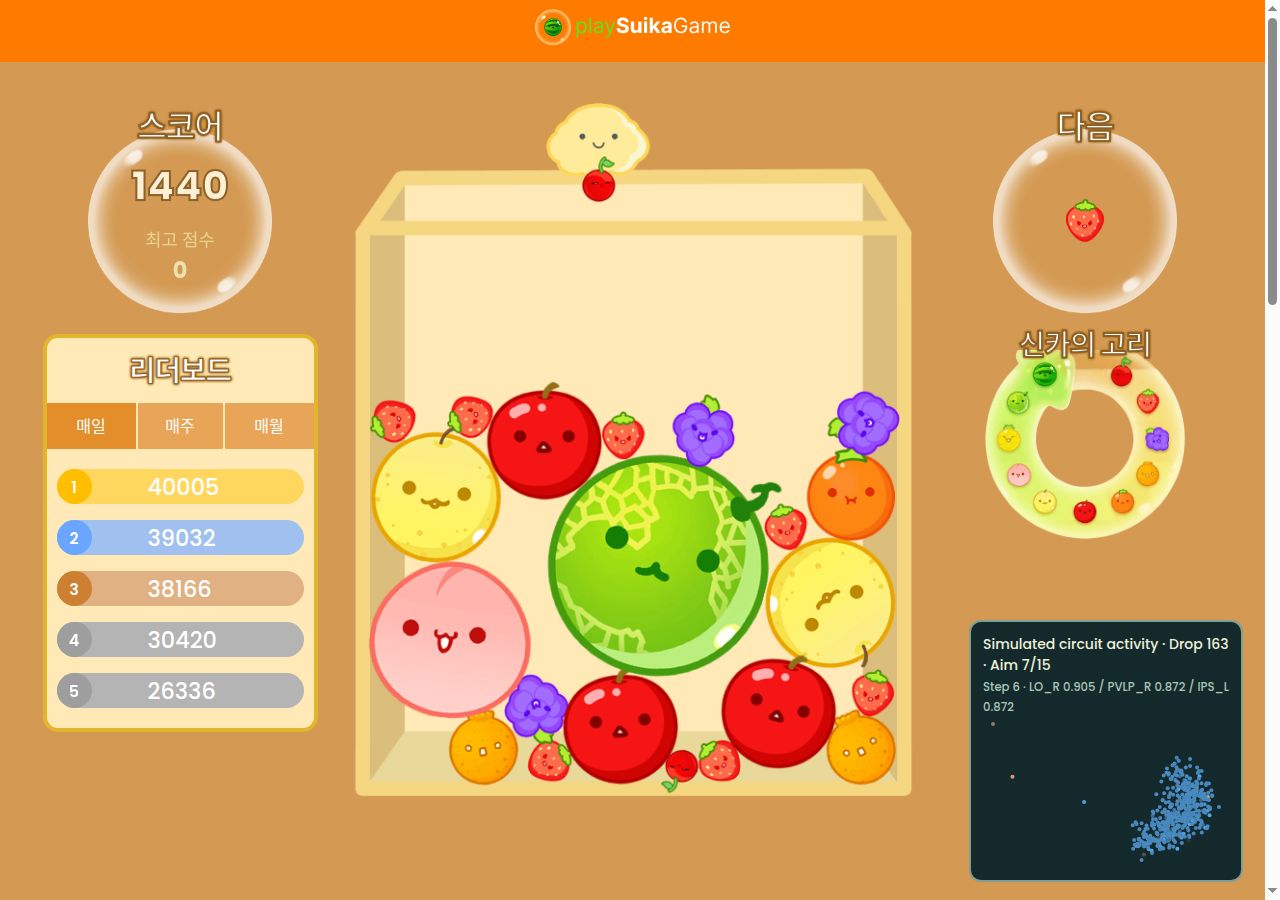 playSuikaGame
스코어
1440
최고 점수
0
다음
리더보드
매일 매주 매월
1 40005
2 39032
3 38166
4 30420
5 26336
신카의 고리
Simulated circuit activity · Drop 163
· Aim 7/15
Step 6 · LO_R 0.905 / PVLP_R 0.872 / IPS_L
0.872